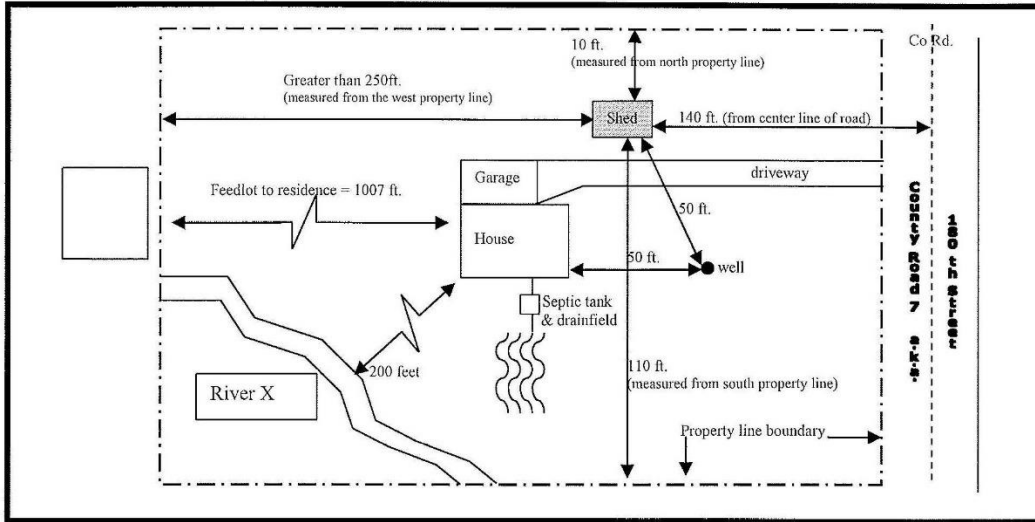 10 ft.
(measured from north property line)
Co Rd.
Greater than 250ft.
(measured from the west property line)
Shed
140 ft. (from center line of road)
Garage
driveway
Feedlot to residence = 1007 ft.
50 ft.
House
50 ft.
well
Septic tank
& drainfield
200 feet
110 ft.
(measured from south property line)
River X
Property line boundary
County Road 7 a.k.a.
180 th Street